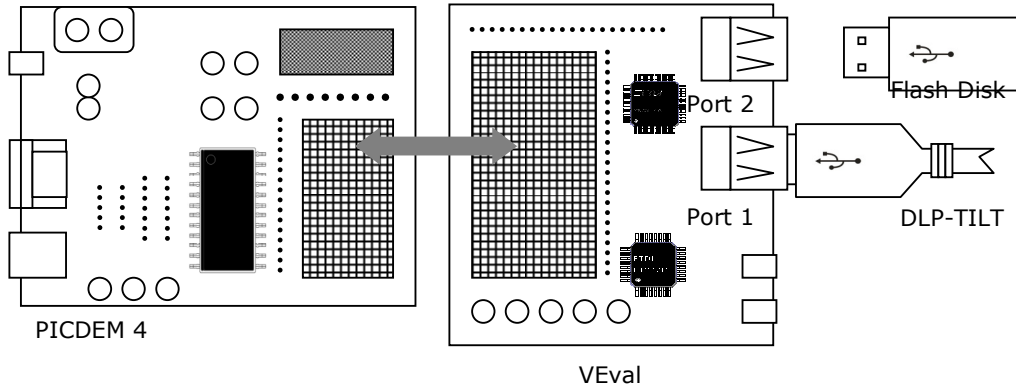 Flash Disk
Port 2
Port 1
DLP-TILT
PICDEM 4
VEval